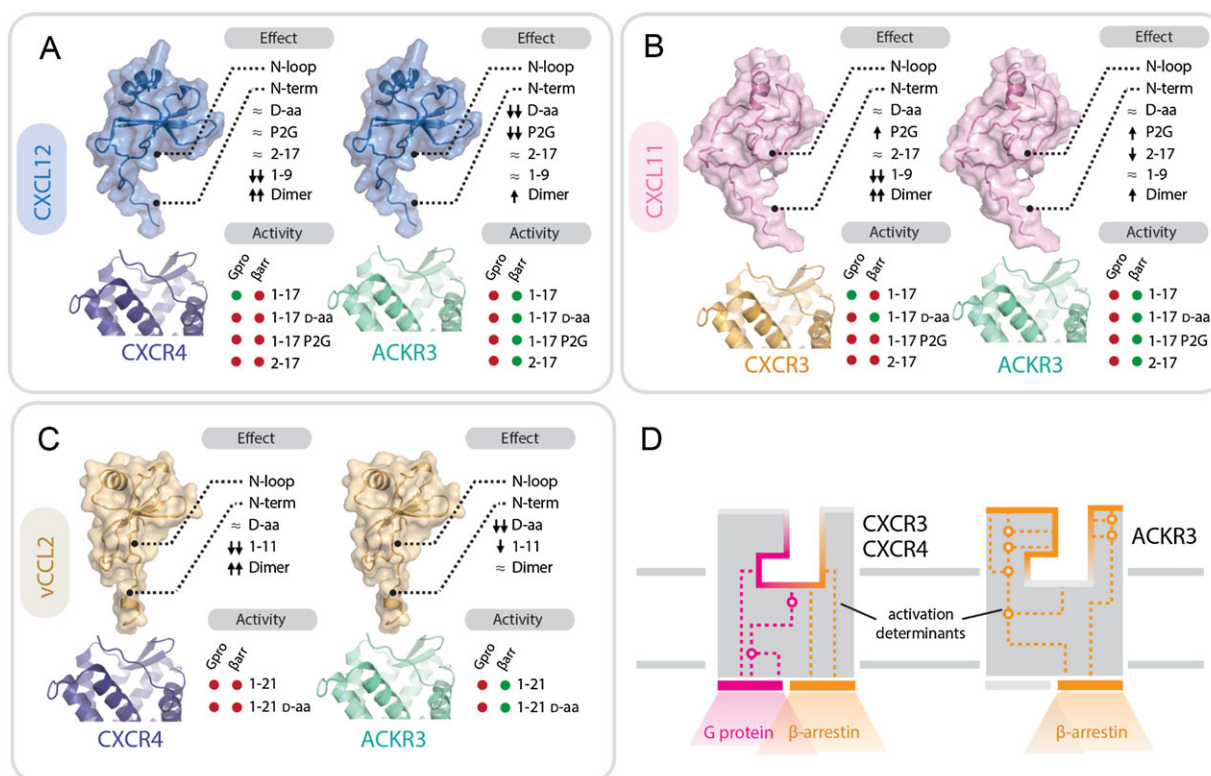 A
CXCL12
Effect
N-loop
N-term
≈ D-aa
≈ P2G
≈ 2-17
↓↓ 1-9
↑↑ Dimer
Activity
Gpro βarr
1-17
1-17 D-aa
1-17 P2G
2-17
CXCR4
Effect
N-loop
N-term
↓↓ D-aa
↓↓ P2G
≈ 2-17
≈ 1-9
↑ Dimer
Activity
Gpro βarr
1-17
1-17 D-aa
1-17 P2G
2-17
ACKR3
B
CXCL11
Effect
N-loop
N-term
≈ D-aa
↑ P2G
≈ 2-17
↓↓ 1-9
↑↑ Dimer
Activity
Gpro βarr
1-17
1-17 D-aa
1-17 P2G
2-17
CXCR3
Effect
N-loop
N-term
≈ D-aa
↑ P2G
↓ 2-17
≈ 1-9
↑ Dimer
Activity
Gpro βarr
1-17
1-17 D-aa
1-17 P2G
2-17
ACKR3
C
vCCL2
Effect
N-loop
N-term
≈ D-aa
↓↓ 1-11
↑↑ Dimer
Activity
Gpro βarr
1-21
1-21 D-aa
CXCR4
Effect
N-loop
N-term
↓↓ D-aa
↓ 1-11
≈ Dimer
Activity
Gpro βarr
1-21
1-21 D-aa
ACKR3
D
CXCR3
CXCR4
ACKR3
activation
determinants
G protein
β-arrestin
β-arrestin